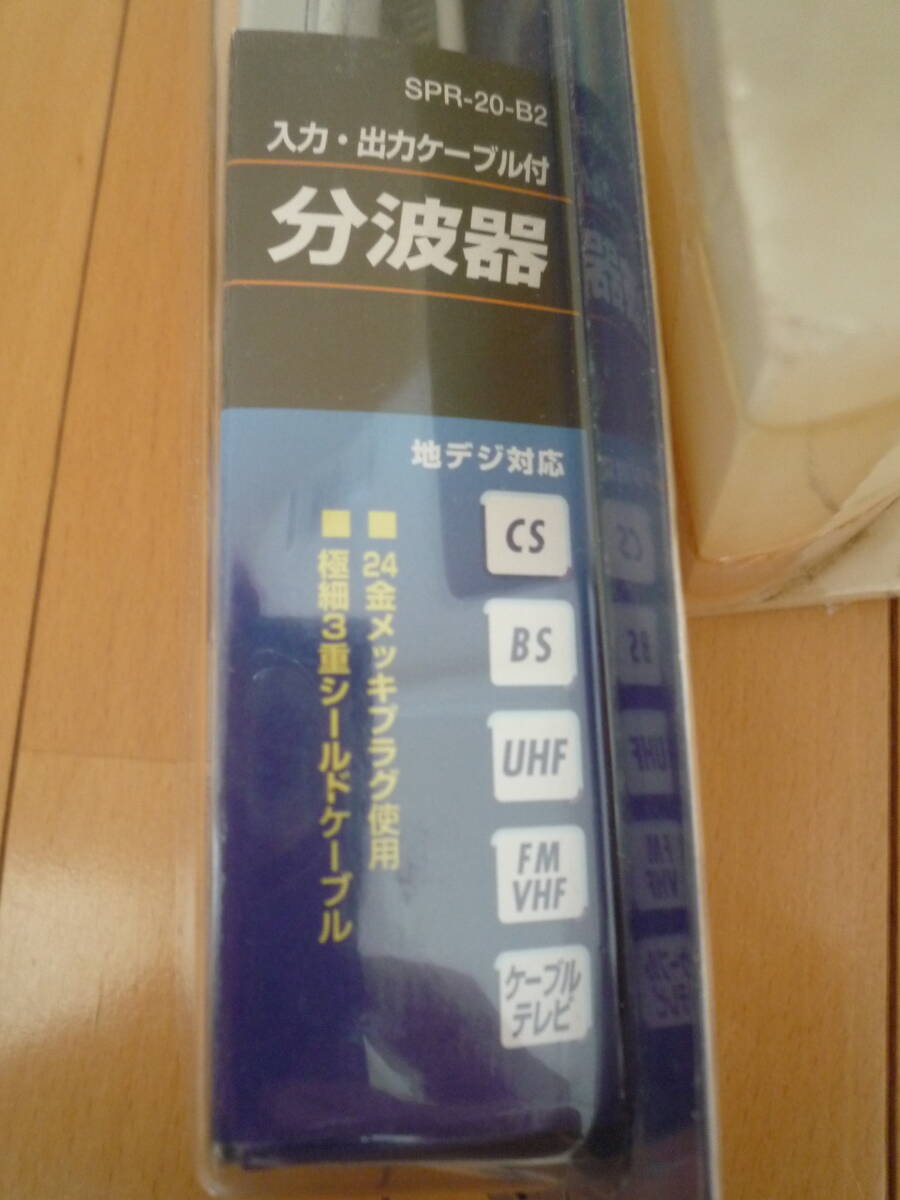 SPR-20-B2
入力・出力ケーブル付
分波器
地デジ対応
CS
BS
UHF
FM
VHF
ケーブル
テレビ
■24金メッキプラグ使用
■極細3重シールドケーブル